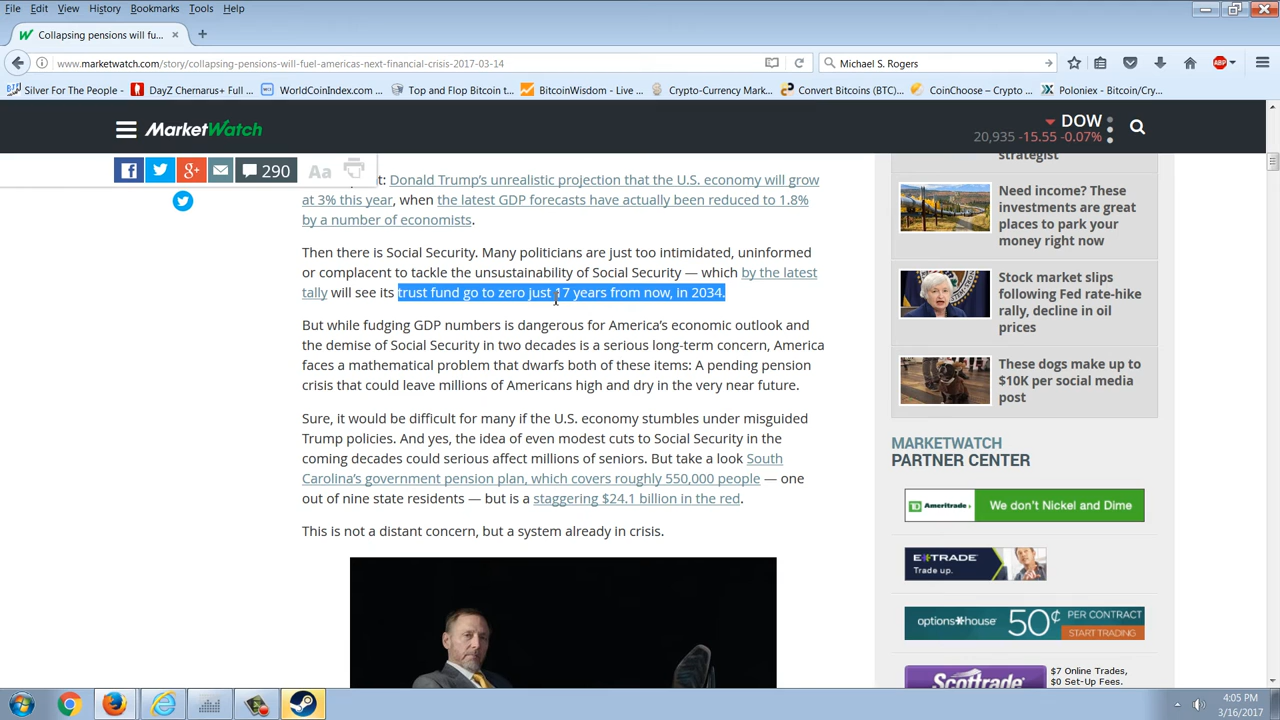 File Edit View History Bookmarks Tools Help
Collapsing pensions will fu...
www.marketwatch.com/story/collapsing-pensions-will-fuel-americas-next-financial-crisis-2017-03-14
Michael S. Rogers
ABP
Silver For The People - ...
DayZ Chernarus+ Full ...
WorldCoinIndex.com ...
Top and Flop Bitcoin t...
BitcoinWisdom - Live ...
Crypto-Currency Mark...
Convert Bitcoins (BTC)...
CoinChoose – Crypto ...
Poloniex - Bitcoin/Cry...
MarketWatch
DOW
20,935 -15.55 -0.07%
290
Aa
Donald Trump's unrealistic projection that the U.S. economy will grow
at 3% this year, when the latest GDP forecasts have actually been reduced to 1.8%
by a number of economists.
Then there is Social Security. Many politicians are just too intimidated, uninformed
or complacent to tackle the unsustainability of Social Security — which by the latest
tally will see its trust fund go to zero just 17 years from now, in 2034.
But while fudging GDP numbers is dangerous for America's economic outlook and
the demise of Social Security in two decades is a serious long-term concern, America
faces a mathematical problem that dwarfs both of these items: A pending pension
crisis that could leave millions of Americans high and dry in the very near future.
Sure, it would be difficult for many if the U.S. economy stumbles under misguided
Trump policies. And yes, the idea of even modest cuts to Social Security in the
coming decades could serious affect millions of seniors. But take a look South
Carolina's government pension plan, which covers roughly 550,000 people — one
out of nine state residents — but is a staggering $24.1 billion in the red.
This is not a distant concern, but a system already in crisis.
strategist
Need income? These
investments are great
places to park your
money right now
Stock market slips
following Fed rate-hike
rally, decline in oil
prices
These dogs make up to
$10K per social media
post
MARKETWATCH
PARTNER CENTER
Ameritrade
We don't Nickel and Dime
E*TRADE
Trade up.
optionshouse
50¢ PER CONTRACT
START TRADING
Scottrade
$7 Online Trades,
$0 Set-Up Fees.
4:05 PM
3/16/2017